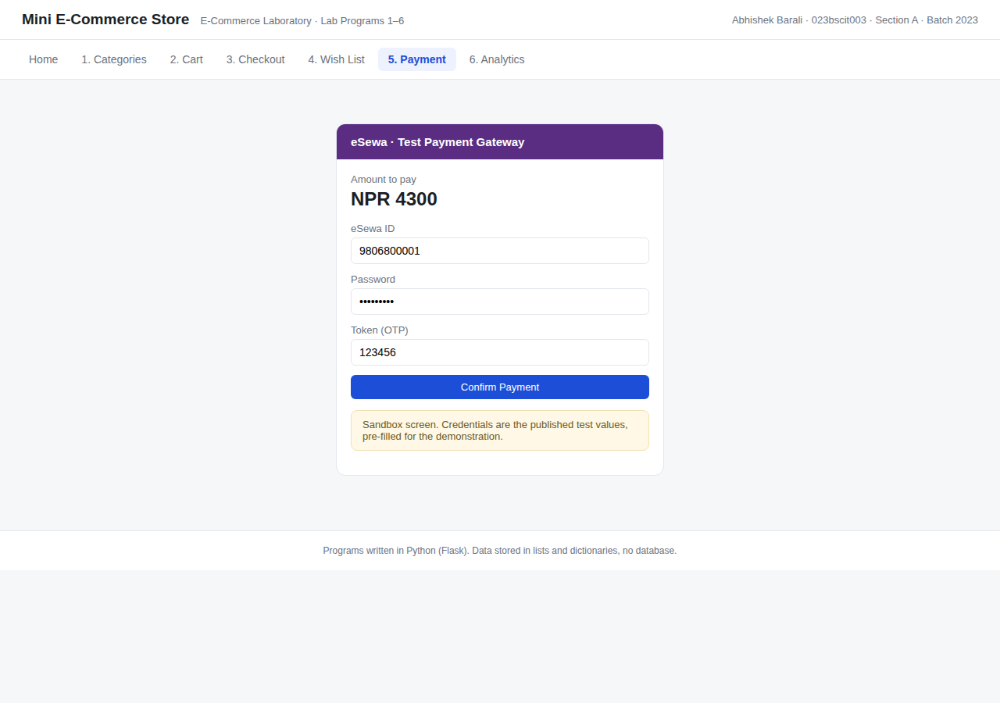 Mini E-Commerce Store
E-Commerce Laboratory · Lab Programs 1–6
Abhishek Barali · 023bscit003 · Section A · Batch 2023
Home
1. Categories
2. Cart
3. Checkout
4. Wish List
5. Payment
6. Analytics
eSewa · Test Payment Gateway
Amount to pay
NPR 4300
eSewa ID
9806800001
Password
•••••••••
Token (OTP)
123456
Confirm Payment
Sandbox screen. Credentials are the published test values,
pre-filled for the demonstration.
Programs written in Python (Flask). Data stored in lists and dictionaries, no database.